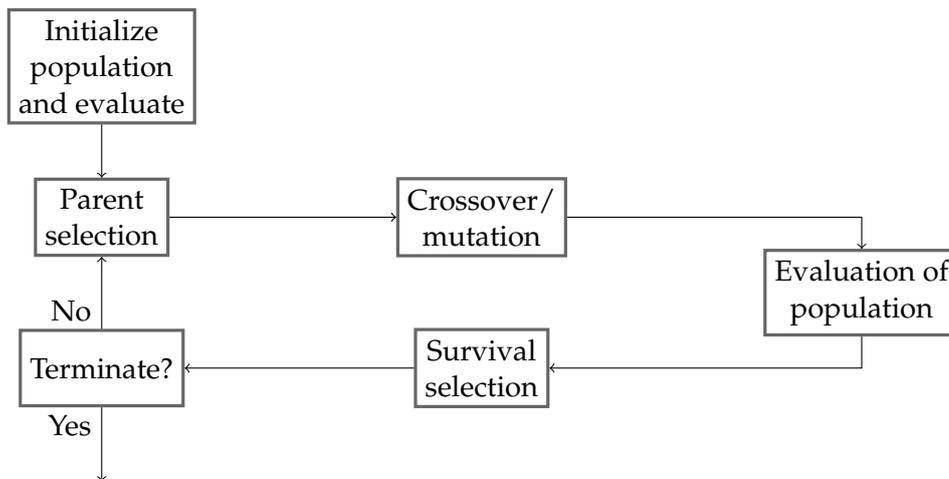 Initialize
population
and evaluate
Parent
selection
Crossover/
mutation
Evaluation of
population
Survival
selection
Terminate?
No
Yes